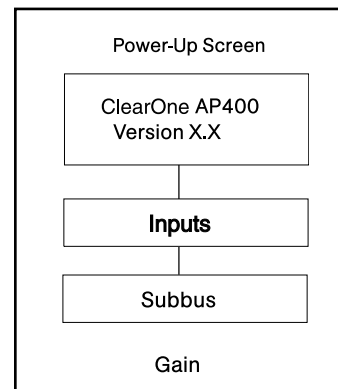 Power-Up Screen
ClearOne AP400
Version X.X
Inputs
Subbus
Gain